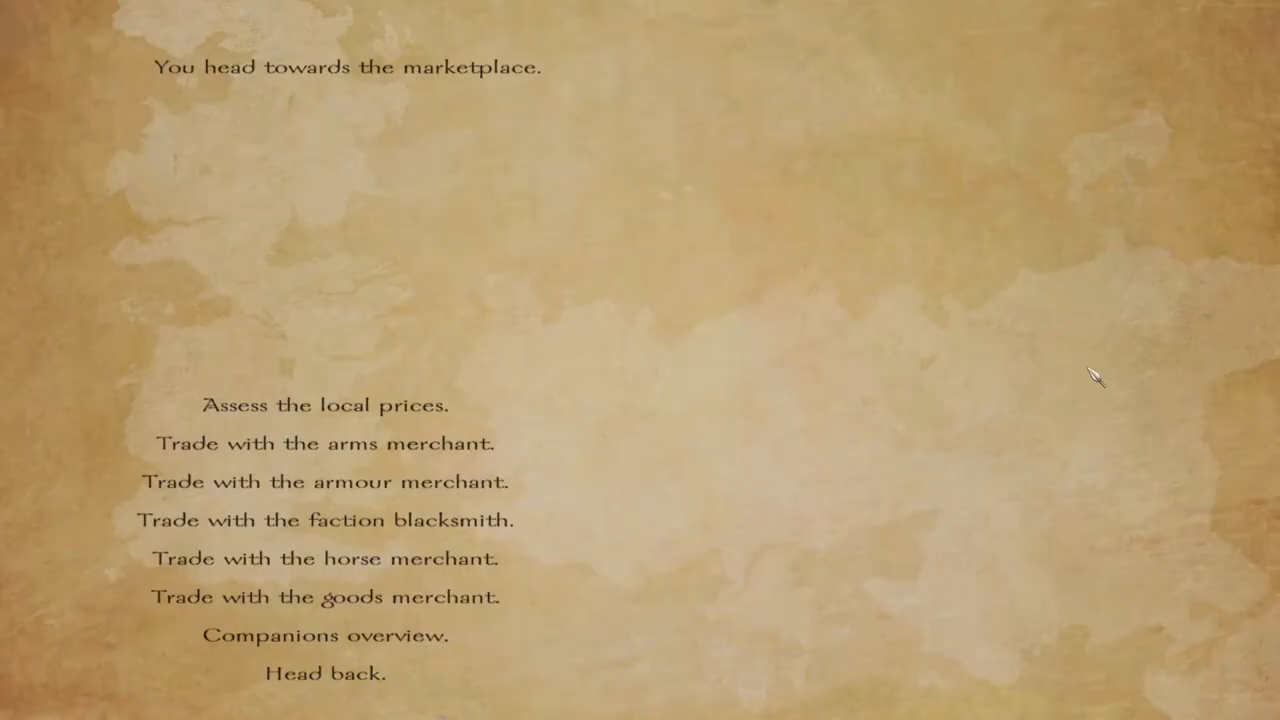 You head towards the marketplace.
Assess the local prices.
Trade with the arms merchant.
Trade with the armour merchant.
Trade with the faction blacksmith.
Trade with the horse merchant.
Trade with the goods merchant.
Companions overview.
Head back.